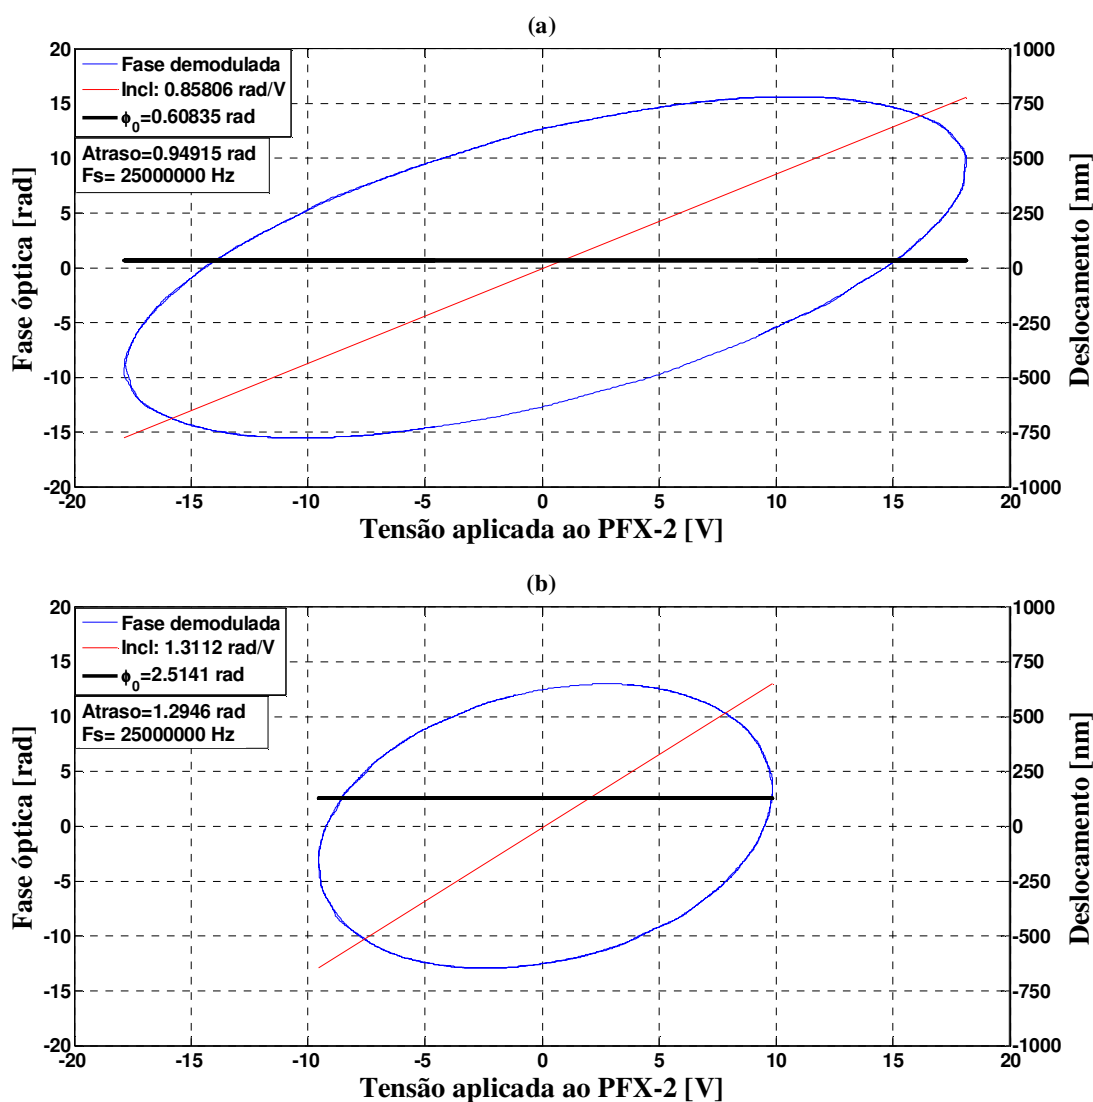 (a)
Fase demodulada
Incl: 0.85806 rad/V
ϕ0=0.60835 rad
Atraso=0.94915 rad
Fs= 25000000 Hz
20
15
10
5
0
-5
-10
-15
-20
Fase óptica [rad]
1000
750
500
250
0
-250
-500
-750
-1000
Deslocamento [nm]
-20 -15 -10 -5 0 5 10 15 20
Tensão aplicada ao PFX-2 [V]
(b)
Fase demodulada
Incl: 1.3112 rad/V
ϕ0=2.5141 rad
Atraso=1.2946 rad
Fs= 25000000 Hz
20
15
10
5
0
-5
-10
-15
-20
Fase óptica [rad]
1000
750
500
250
0
-250
-500
-750
-1000
Deslocamento [nm]
-20 -15 -10 -5 0 5 10 15 20
Tensão aplicada ao PFX-2 [V]